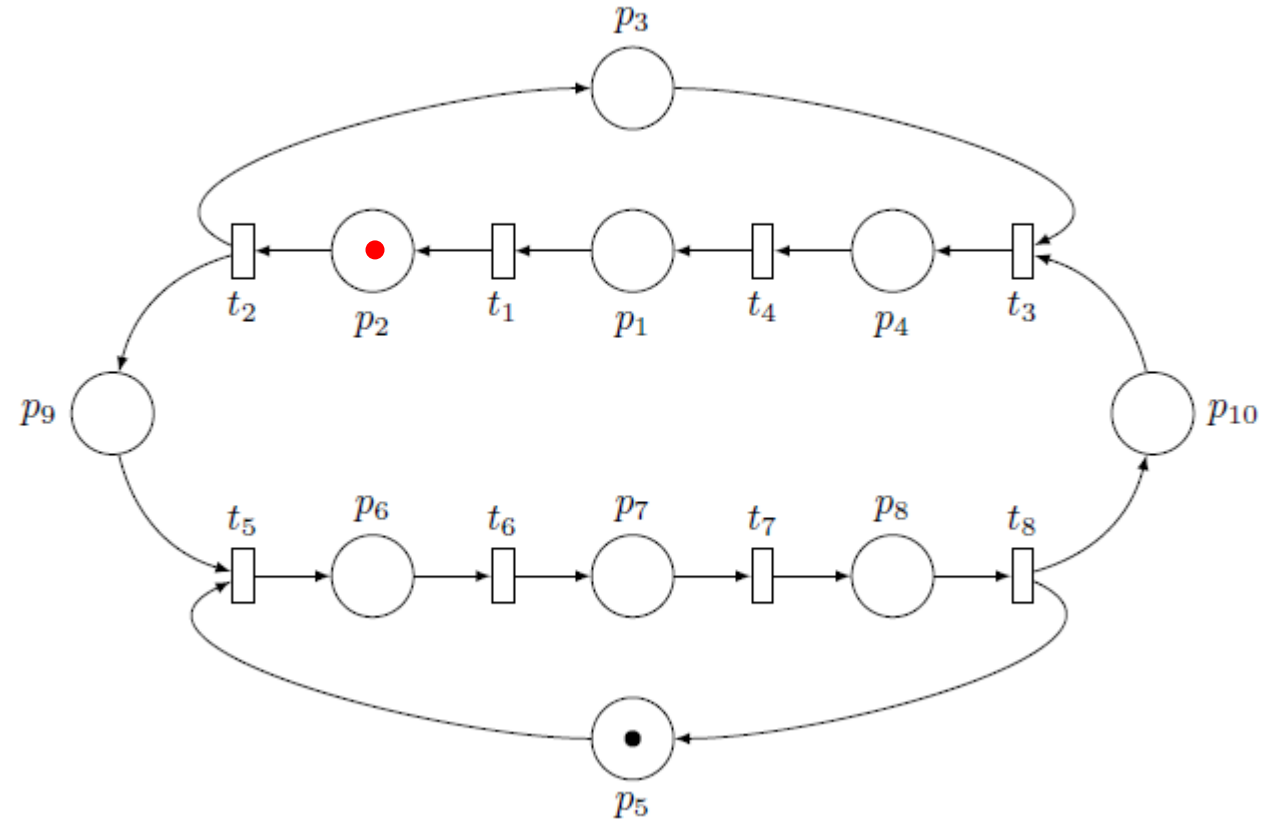 p₃
t₂ p₂ t₁ p₁ t₄ p₄ t₃
p₉ p₁₀
t₅ p₆ t₆ p₇ t₇ p₈ t₈
p₅